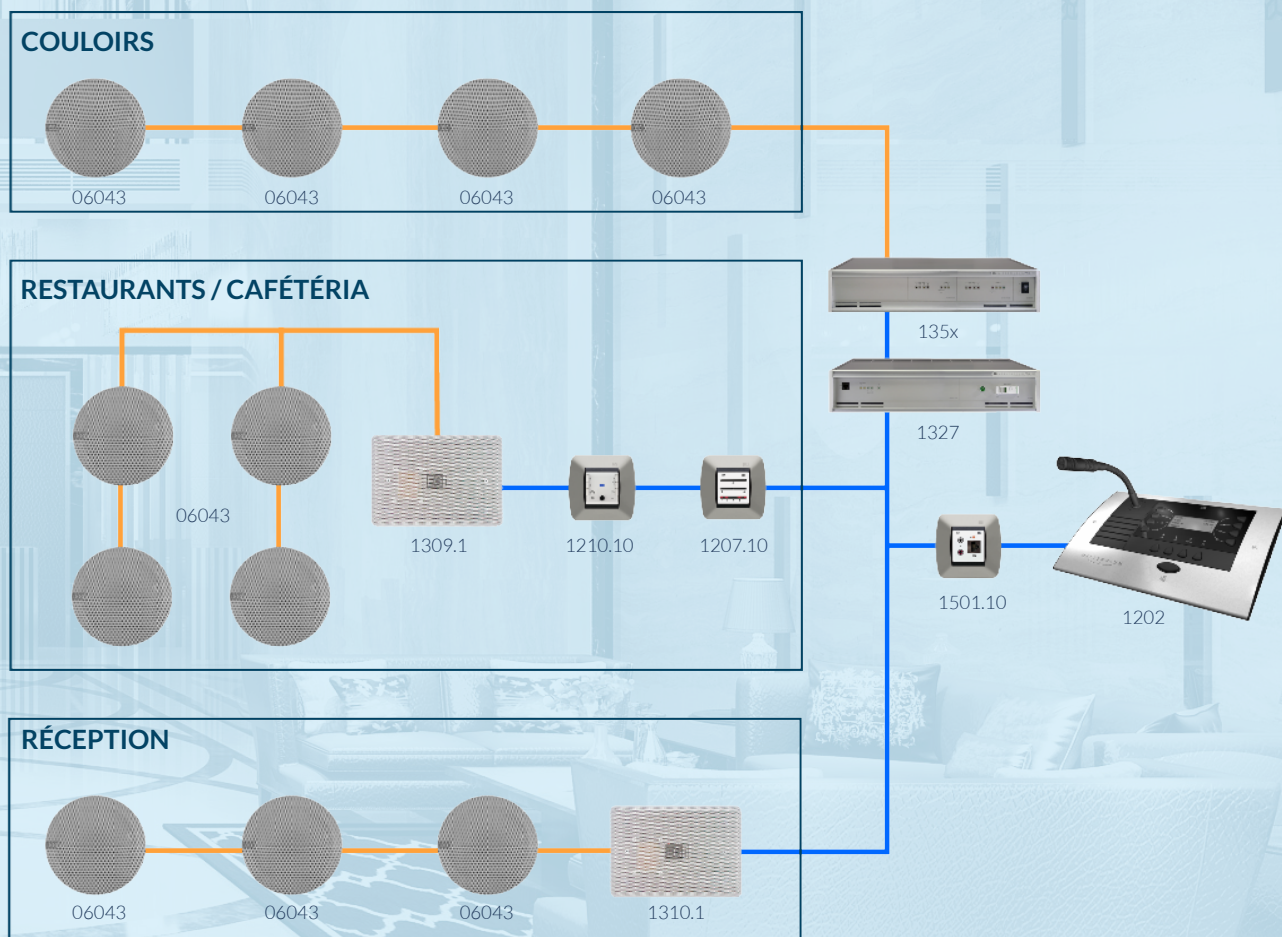 COULOIRS
06043 06043 06043 06043
RESTAURANTS / CAFÉTÉRIA
06043
1309.1 1210.10 1207.10
135x
1327
1501.10
1202
RÉCEPTION
06043 06043 06043 1310.1